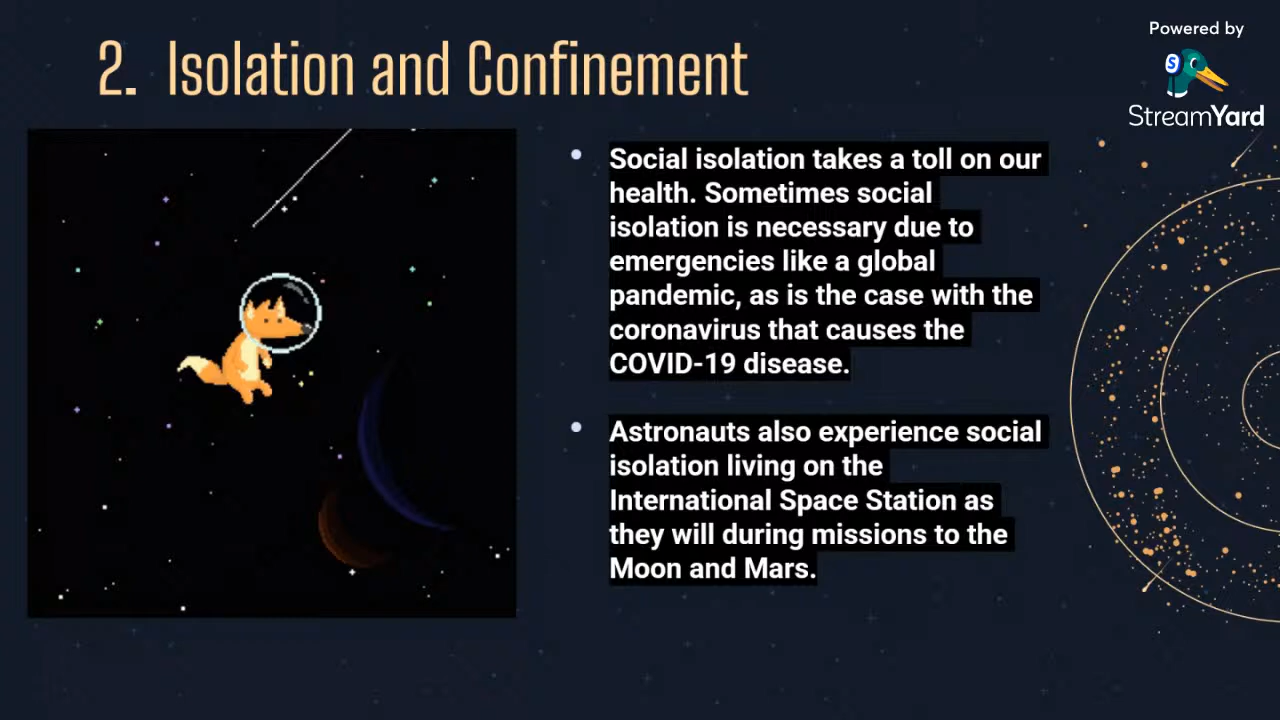 2. Isolation and Confinement
Powered by
S
StreamYard
Social isolation takes a toll on our
health. Sometimes social
isolation is necessary due to
emergencies like a global
pandemic, as is the case with the
coronavirus that causes the
COVID-19 disease.
Astronauts also experience social
isolation living on the
International Space Station as
they will during missions to the
Moon and Mars.